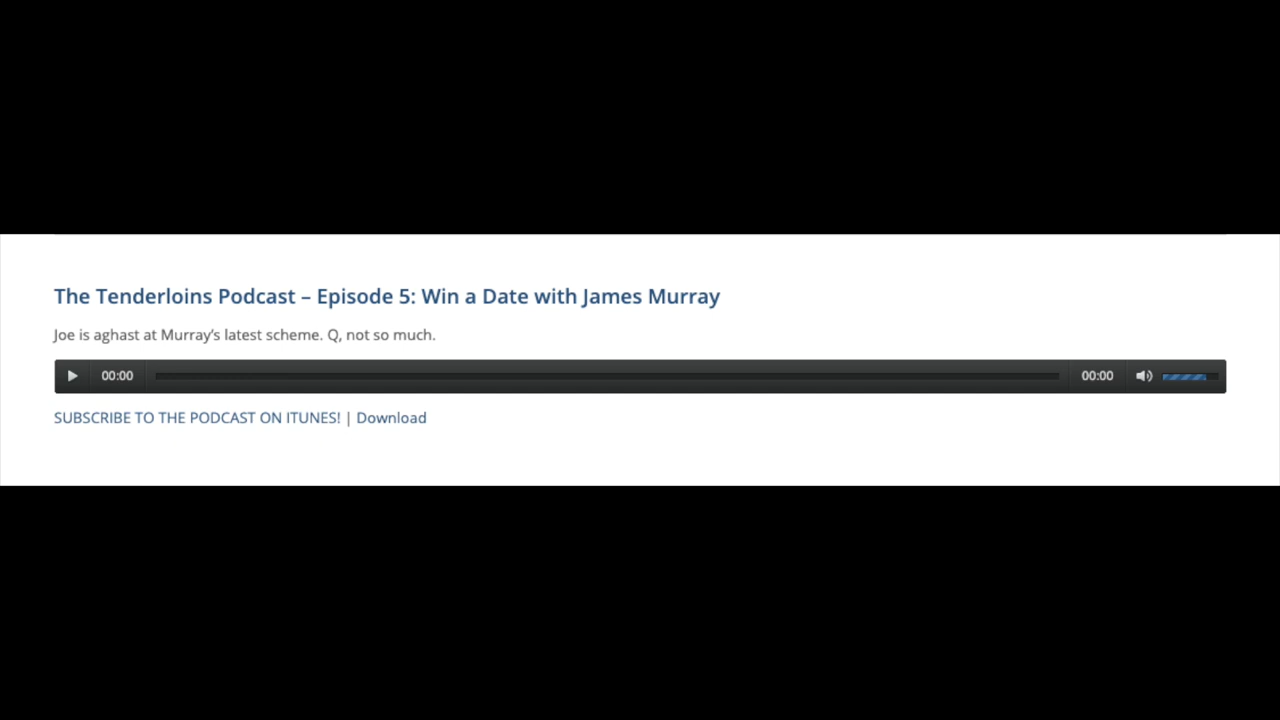 The Tenderloins Podcast – Episode 5: Win a Date with James Murray
Joe is aghast at Murray’s latest scheme. Q, not so much.
00:00 00:00
SUBSCRIBE TO THE PODCAST ON ITUNES! | Download